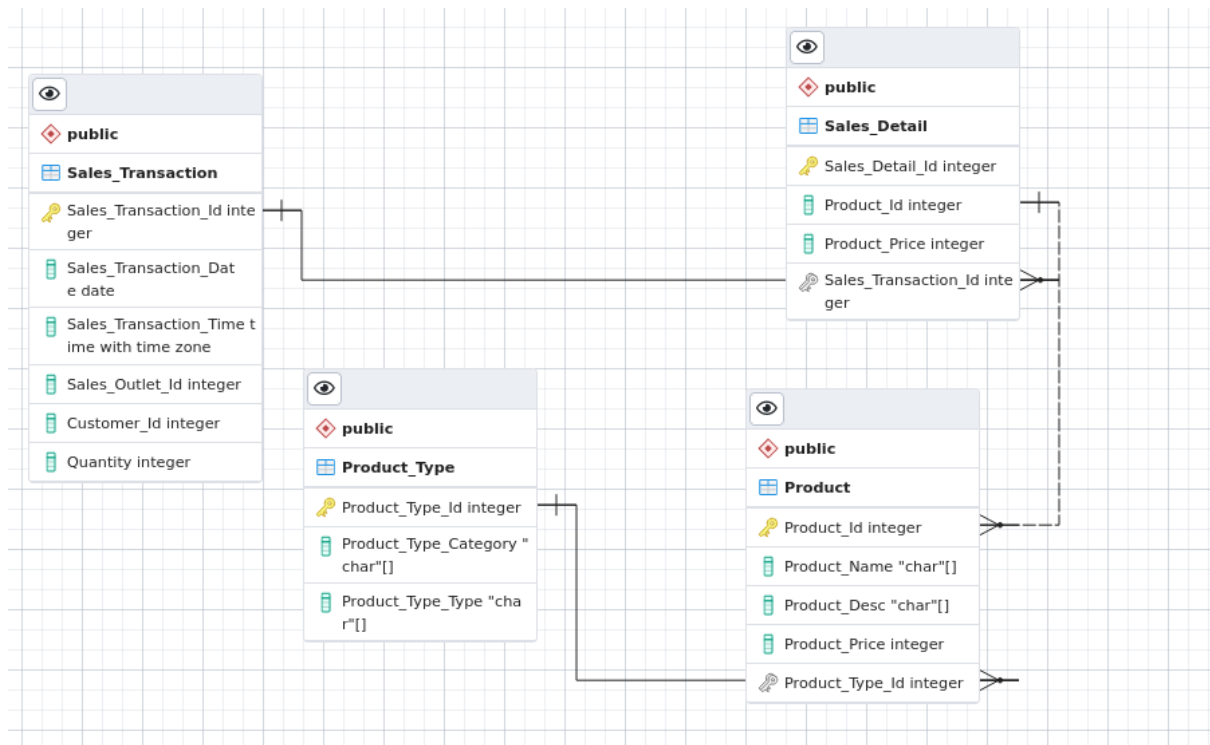 public
Sales_Transaction
Sales_Transaction_Id inte
ger
Sales_Transaction_Dat
e date
Sales_Transaction_Time t
ime with time zone
Sales_Outlet_Id integer
Customer_Id integer
Quantity integer
public
Sales_Detail
Sales_Detail_Id integer
Product_Id integer
Product_Price integer
Sales_Transaction_Id inte
ger
public
Product_Type
Product_Type_Id integer
Product_Type_Category "
char"[]
Product_Type_Type "cha
r"[]
public
Product
Product_Id integer
Product_Name "char"[]
Product_Desc "char"[]
Product_Price integer
Product_Type_Id integer